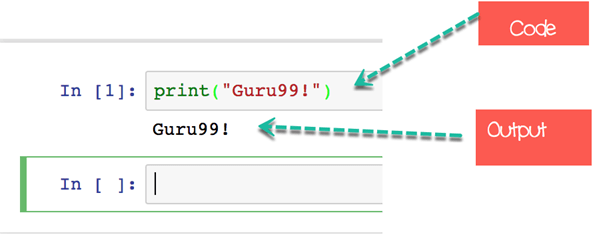 Code
In [1]: print("Guru99!")
Guru99!
Output
In [ ]: